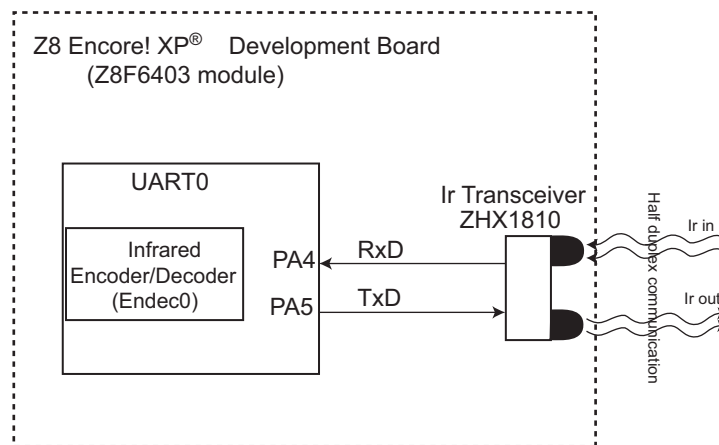 Z8 Encore! XP® Development Board
(Z8F6403 module)
UART0
Infrared
Encoder/Decoder
(Endec0)
PA4
PA5
RxD
TxD
Ir Transceiver
ZHX1810
Half duplex communication
Ir in
Ir out